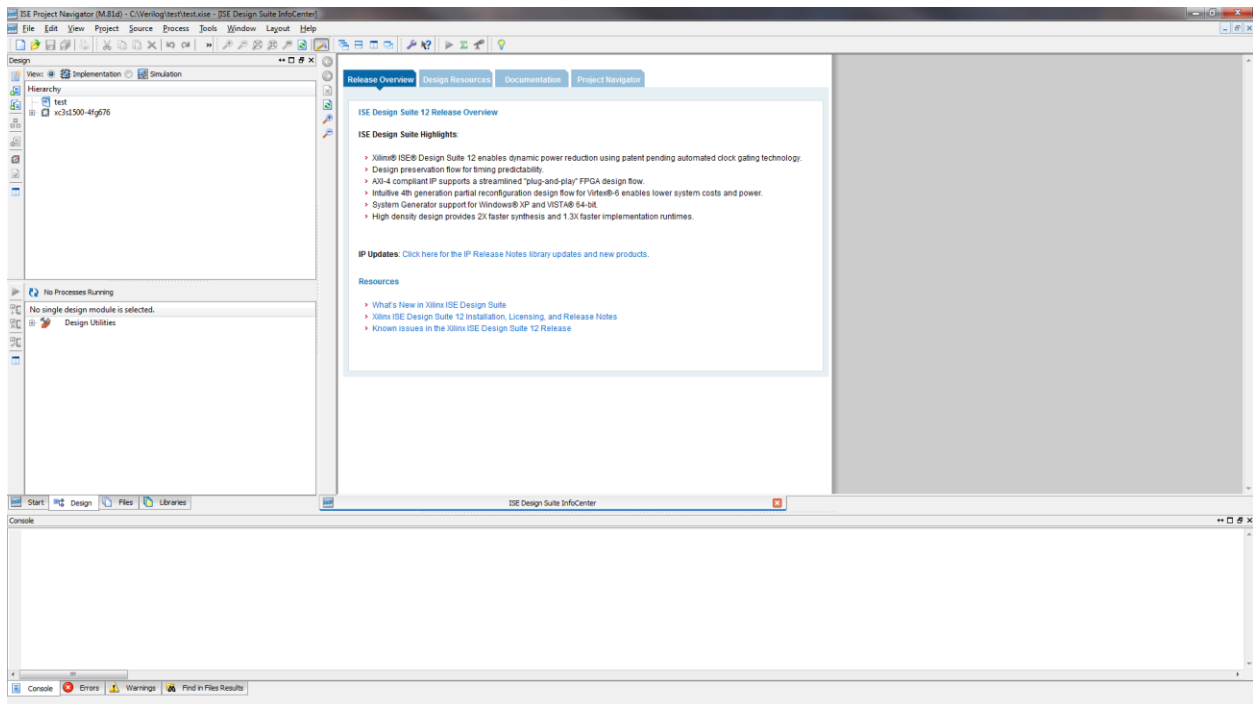 ISE Project Navigator (M.81d) - C:\Verilog\test\test.xise - [ISE Design Suite InfoCenter]
File Edit View Project Source Process Tools Window Layout Help
Design
View: Implementation Simulation
Hierarchy
test
xc3s1500-4fg676
No Processes Running
No single design module is selected.
Design Utilities
Start Design Files Libraries
Release Overview Design Resources Documentation Project Navigator
ISE Design Suite 12 Release Overview
ISE Design Suite Highlights:
Xilinx® ISE® Design Suite 12 enables dynamic power reduction using patent pending automated clock gating technology.
Design preservation flow for timing predictability.
AXI-4 compliant IP supports a streamlined "plug-and-play" FPGA design flow.
Intuitive 4th generation partial reconfiguration design flow for Virtex®-6 enables lower system costs and power.
System Generator support for Windows® XP and VISTA® 64-bit.
High density design provides 2X faster synthesis and 1.3X faster implementation runtimes.
IP Updates: Click here for the IP Release Notes library updates and new products.
Resources
What's New in Xilinx ISE Design Suite
Xilinx ISE Design Suite 12 Installation, Licensing, and Release Notes
Known issues in the Xilinx ISE Design Suite 12 Release
ISE Design Suite InfoCenter
Console
Console Errors Warnings Find in Files Results